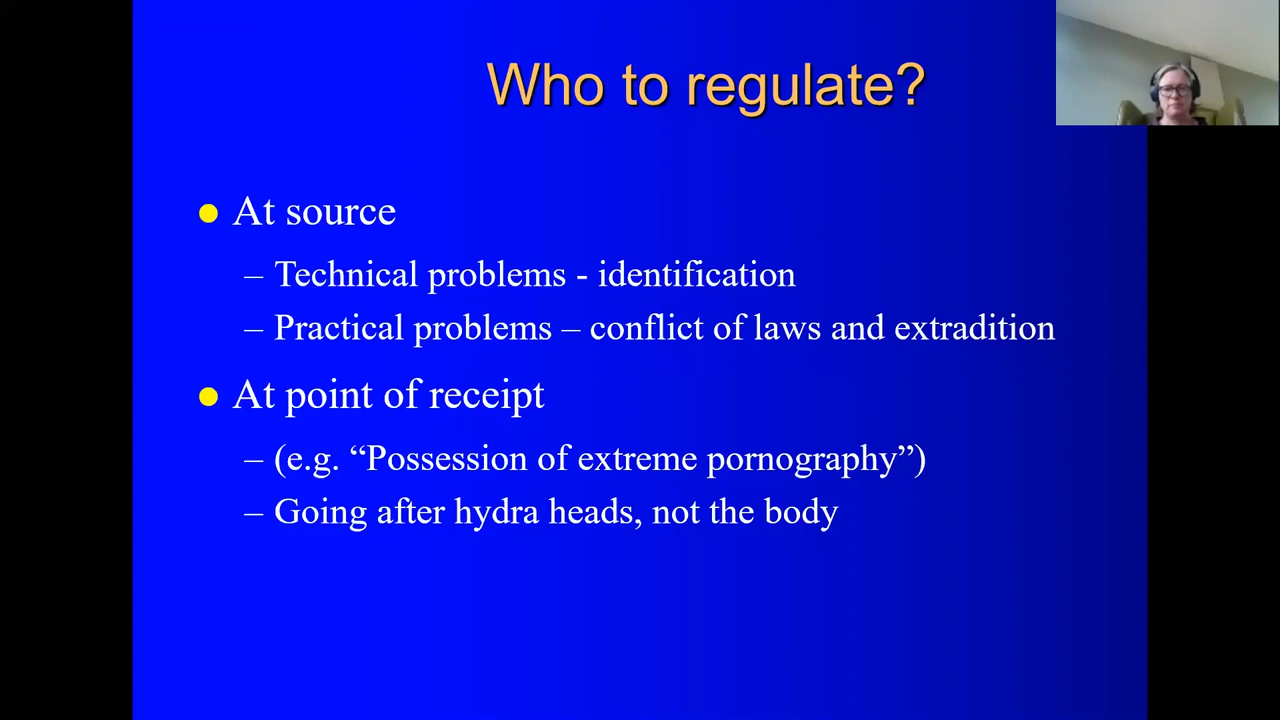 Who to regulate?
At source
– Technical problems - identification
– Practical problems – conflict of laws and extradition
At point of receipt
– (e.g. “Possession of extreme pornography”)
– Going after hydra heads, not the body